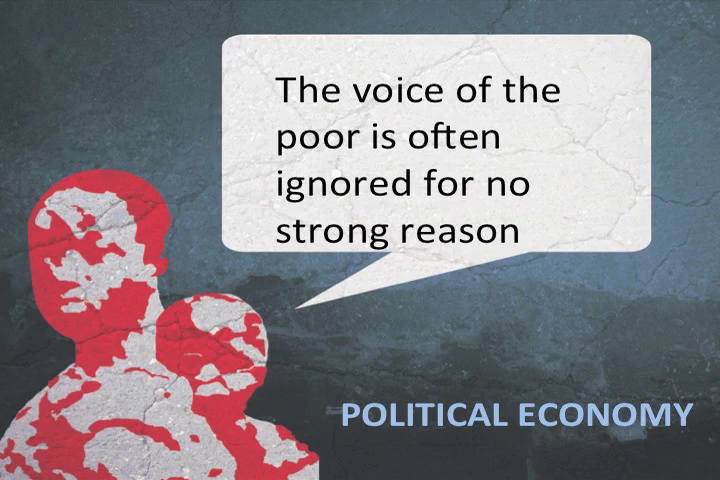 The voice of the
poor is often
ignored for no
strong reason
POLITICAL ECONOMY